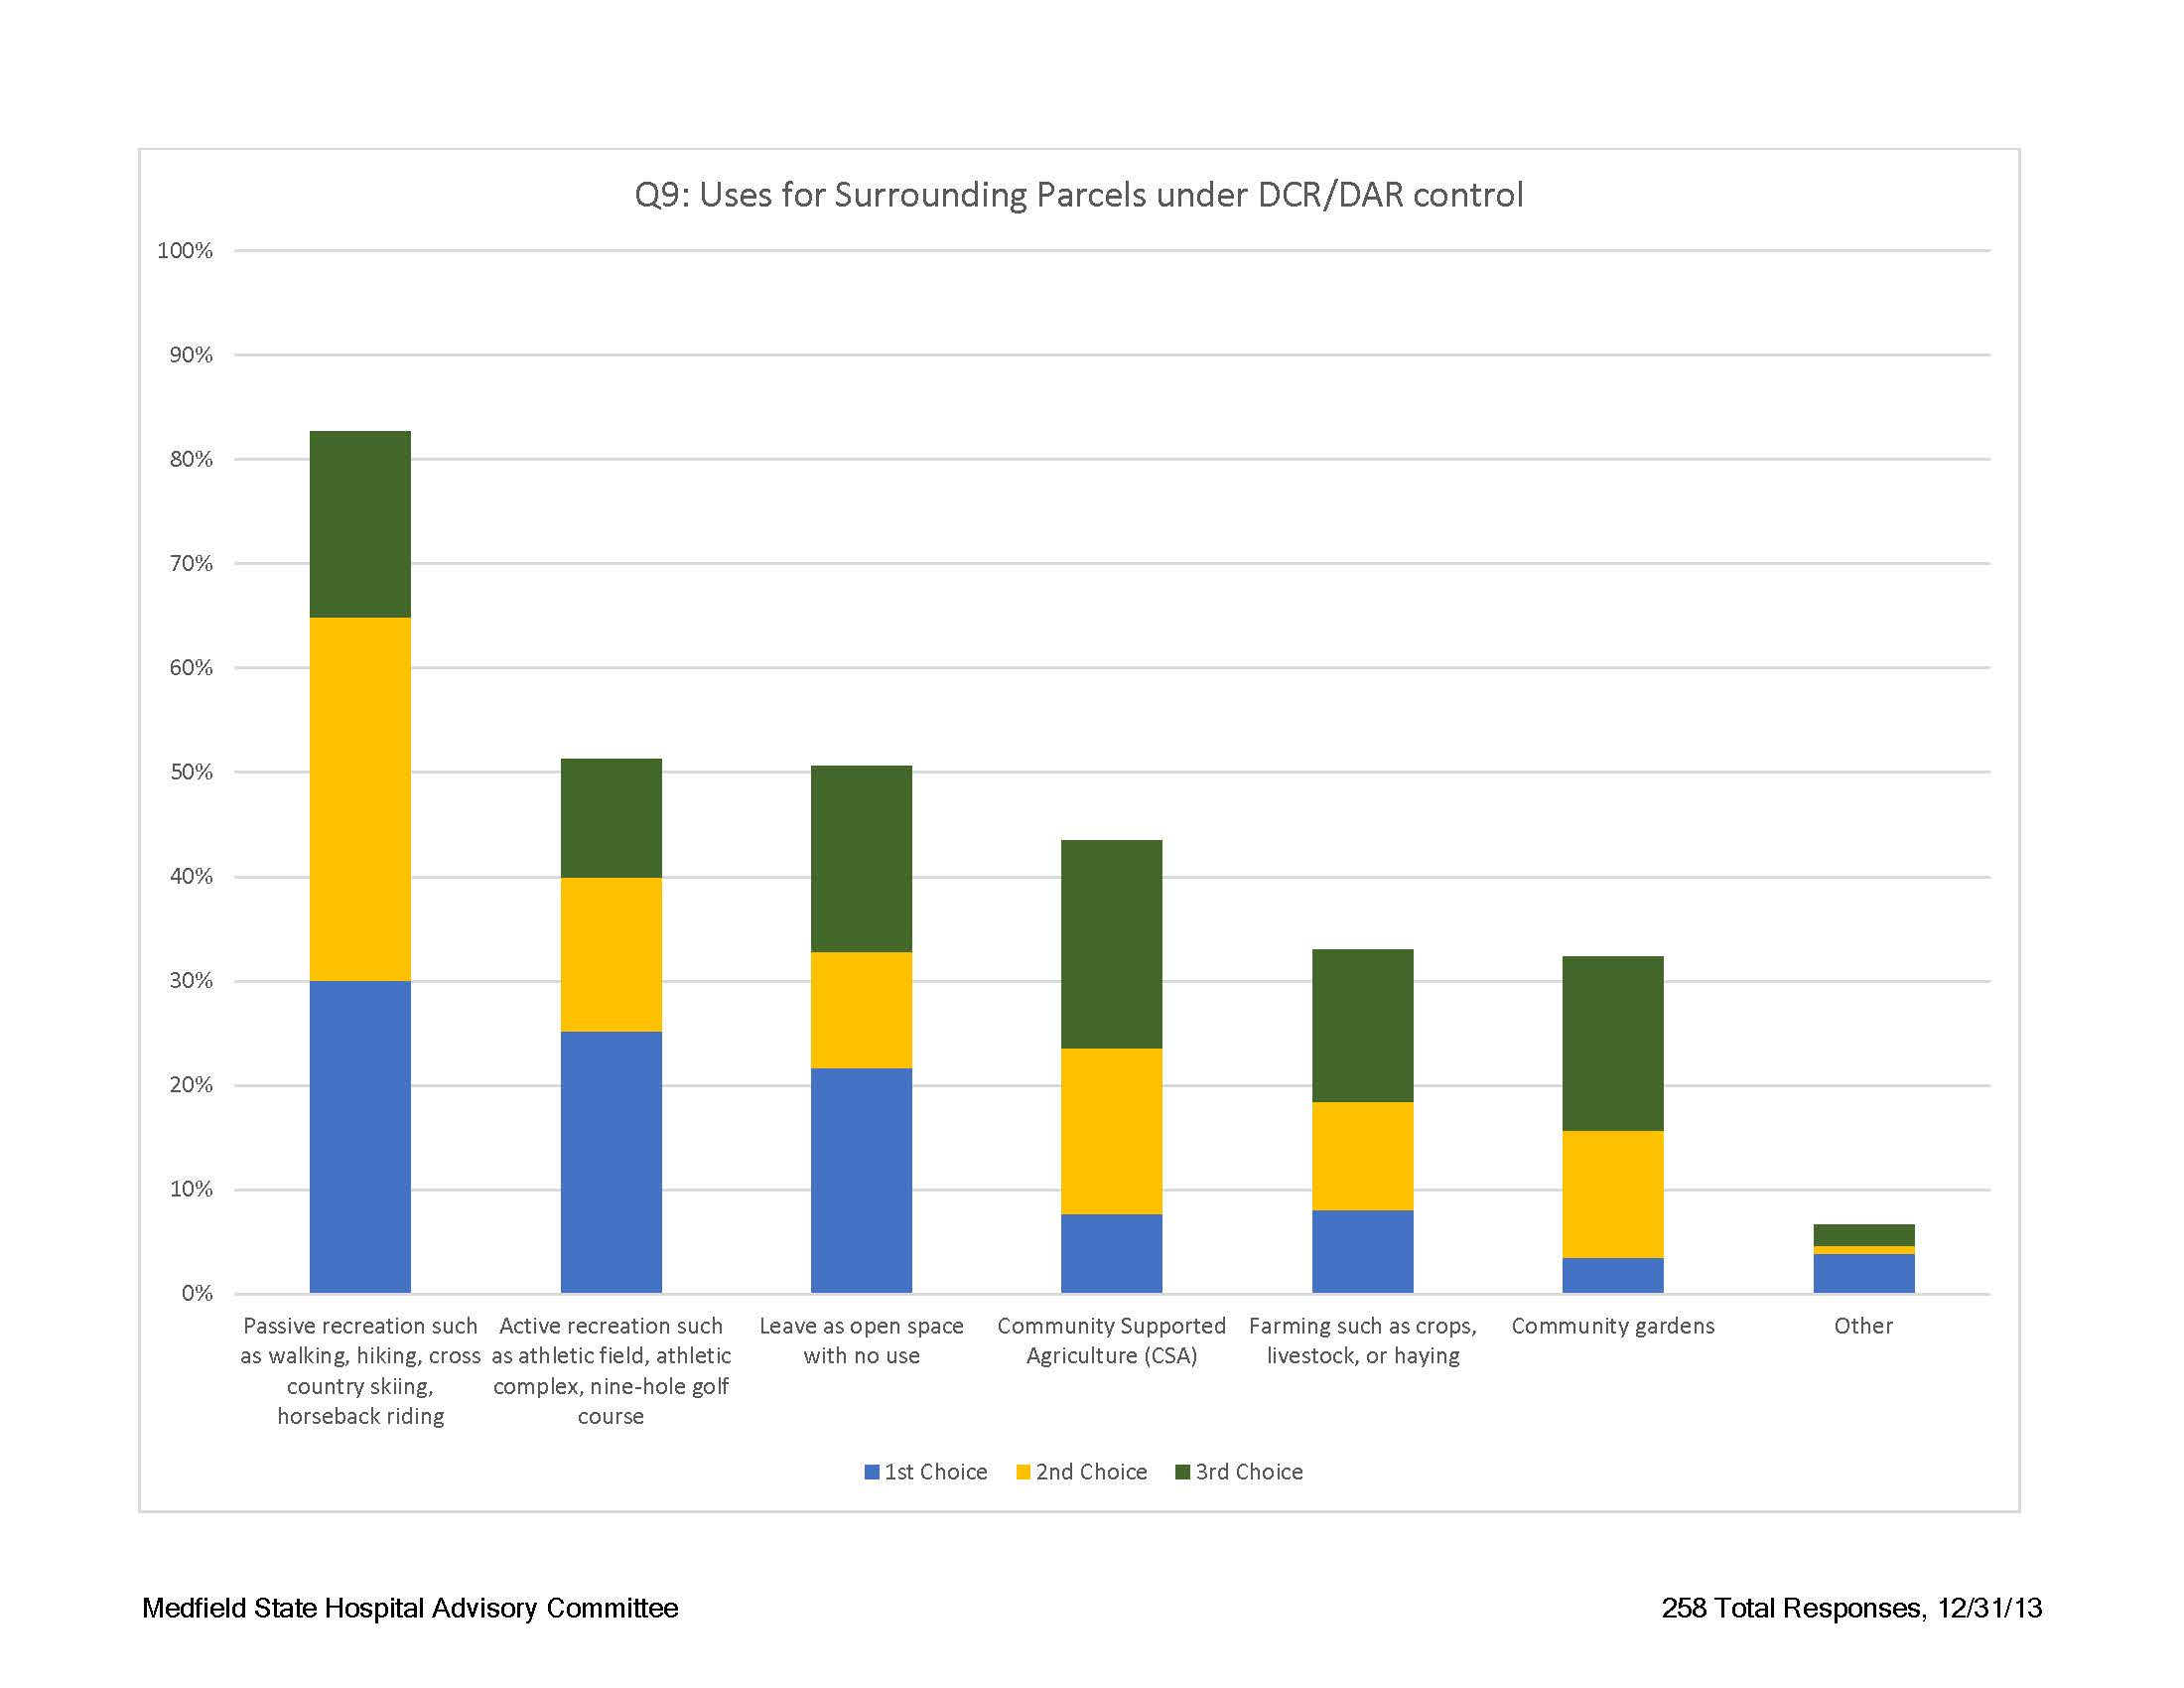 Q9: Uses for Surrounding Parcels under DCR/DAR control
100%
90%
80%
70%
60%
50%
40%
30%
20%
10%
0%
Passive recreation such
as walking, hiking, cross
country skiing,
horseback riding
Active recreation such
as athletic field, athletic
complex, nine-hole golf
course
Leave as open space
with no use
Community Supported
Agriculture (CSA)
Farming such as crops,
livestock, or haying
Community gardens
Other
1st Choice
2nd Choice
3rd Choice
Medfield State Hospital Advisory Committee
258 Total Responses, 12/31/13